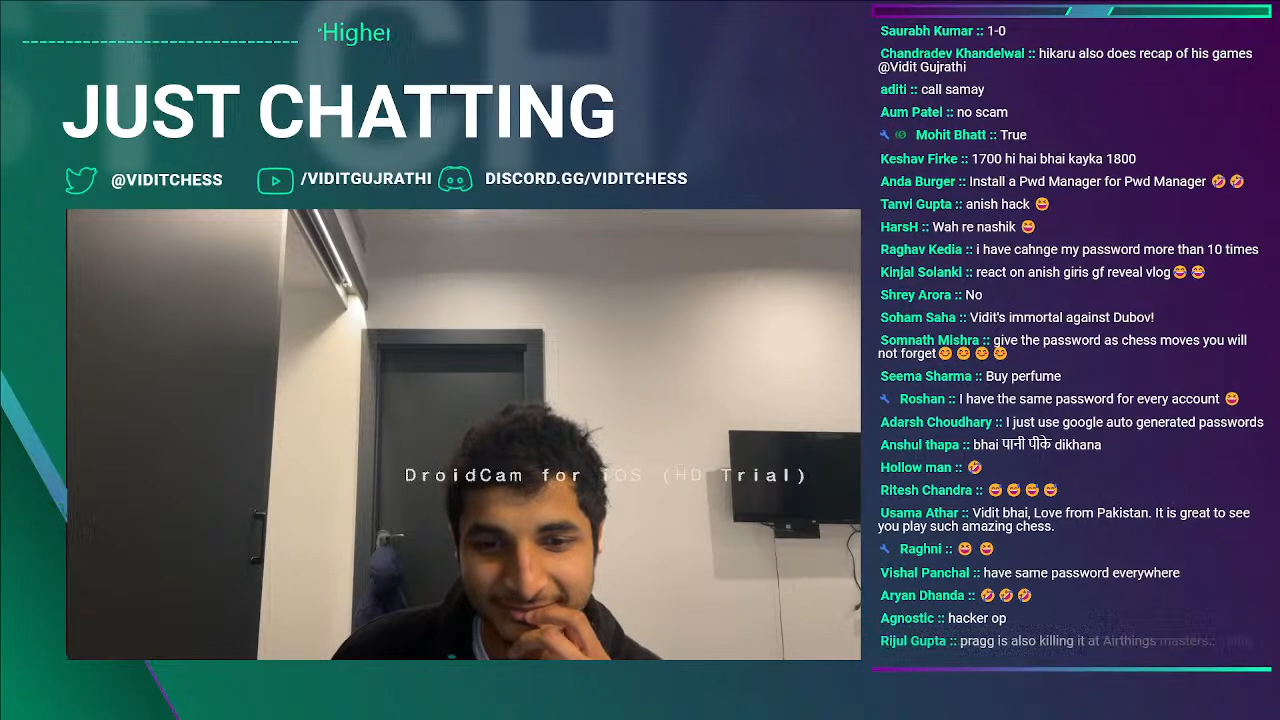 Higher
JUST CHATTING
@VIDITCHESS
/VIDITGUJRATHI
DISCORD.GG/VIDITCHESS
DroidCam for iOS (HD Trial)
Saurabh Kumar :: 1-0
Chandradev Khandelwal :: hikaru also does recap of his games
@Vidit Gujrathi
aditi :: call samay
Aum Patel :: no scam
Mohit Bhatt :: True
Keshav Firke :: 1700 hi hai bhai kayka 1800
Anda Burger :: Install a Pwd Manager for Pwd Manager 🤣 🤣
Tanvi Gupta :: anish hack 😆
HarsH :: Wah re nashik 😆
Raghav Kedia :: i have cahnge my password more than 10 times
Kinjal Solanki :: react on anish giris gf reveal vlog😆 😆
Shrey Arora :: No
Soham Saha :: Vidit's immortal against Dubov!
Somnath Mishra :: give the password as chess moves you will
not forget😊 😊 😊 😊
Seema Sharma :: Buy perfume
Roshan :: I have the same password for every account 😆
Adarsh Choudhary :: I just use google auto generated passwords
Anshul thapa :: bhai पानी पीके dikhana
Hollow man :: 🤣
Ritesh Chandra :: 😅 😅 😅 😅
Usama Athar :: Vidit bhai, Love from Pakistan. It is great to see
you play such amazing chess.
Raghni :: 😆 😆
Vishal Panchal :: have same password everywhere
Aryan Dhanda :: 🤣 🤣 🤣
Agnostic :: hacker op
Rijul Gupta :: pragg is also killing it at Airthings masters..